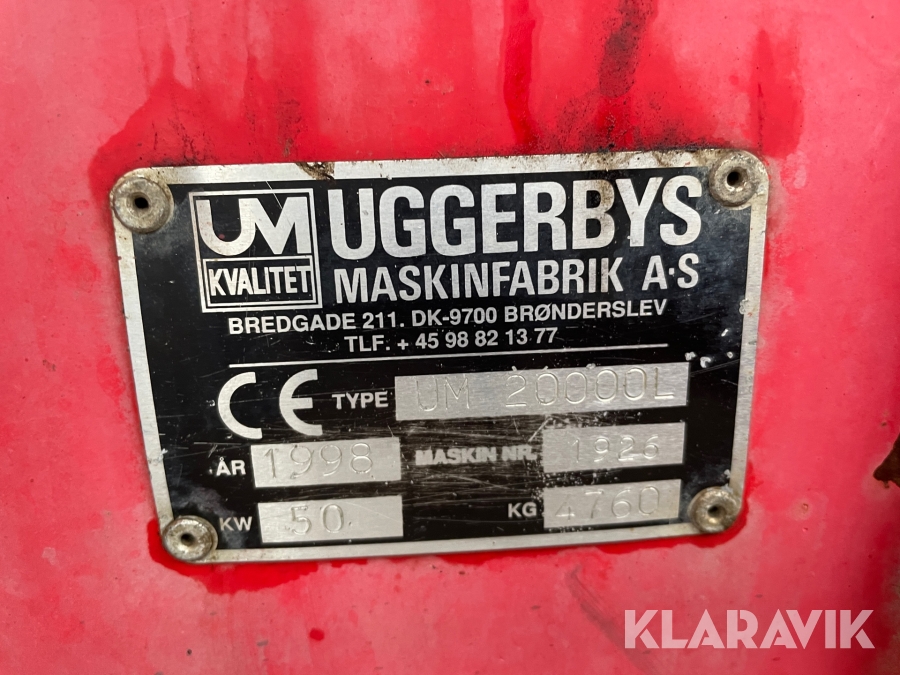 UM
KVALITET
UGGERBYS
MASKINFABRIK A·S
BREDGADE 211. DK-9700 BRØNDERSLEV
TLF. + 45 98 82 13 77
CE TYPE UM 20000L
ÅR 1998 MASKIN NR. 1926
KW 50 KG 4760
KLARAVIK